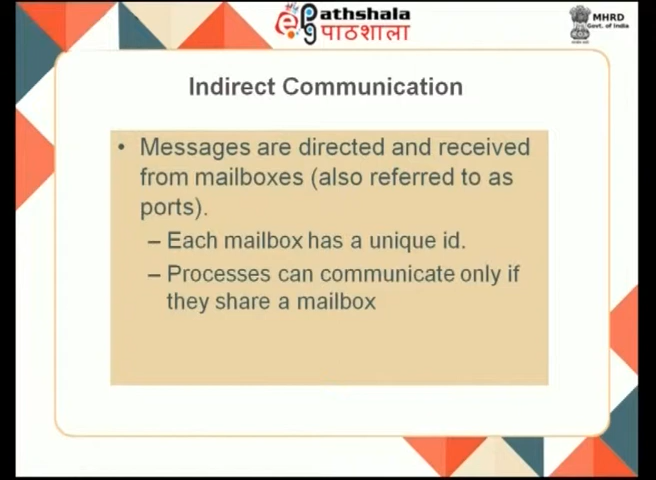 ePathshala
पाठशाला
MHRD
Govt. of India
Indirect Communication
• Messages are directed and received
from mailboxes (also referred to as
ports).
– Each mailbox has a unique id.
– Processes can communicate only if
they share a mailbox